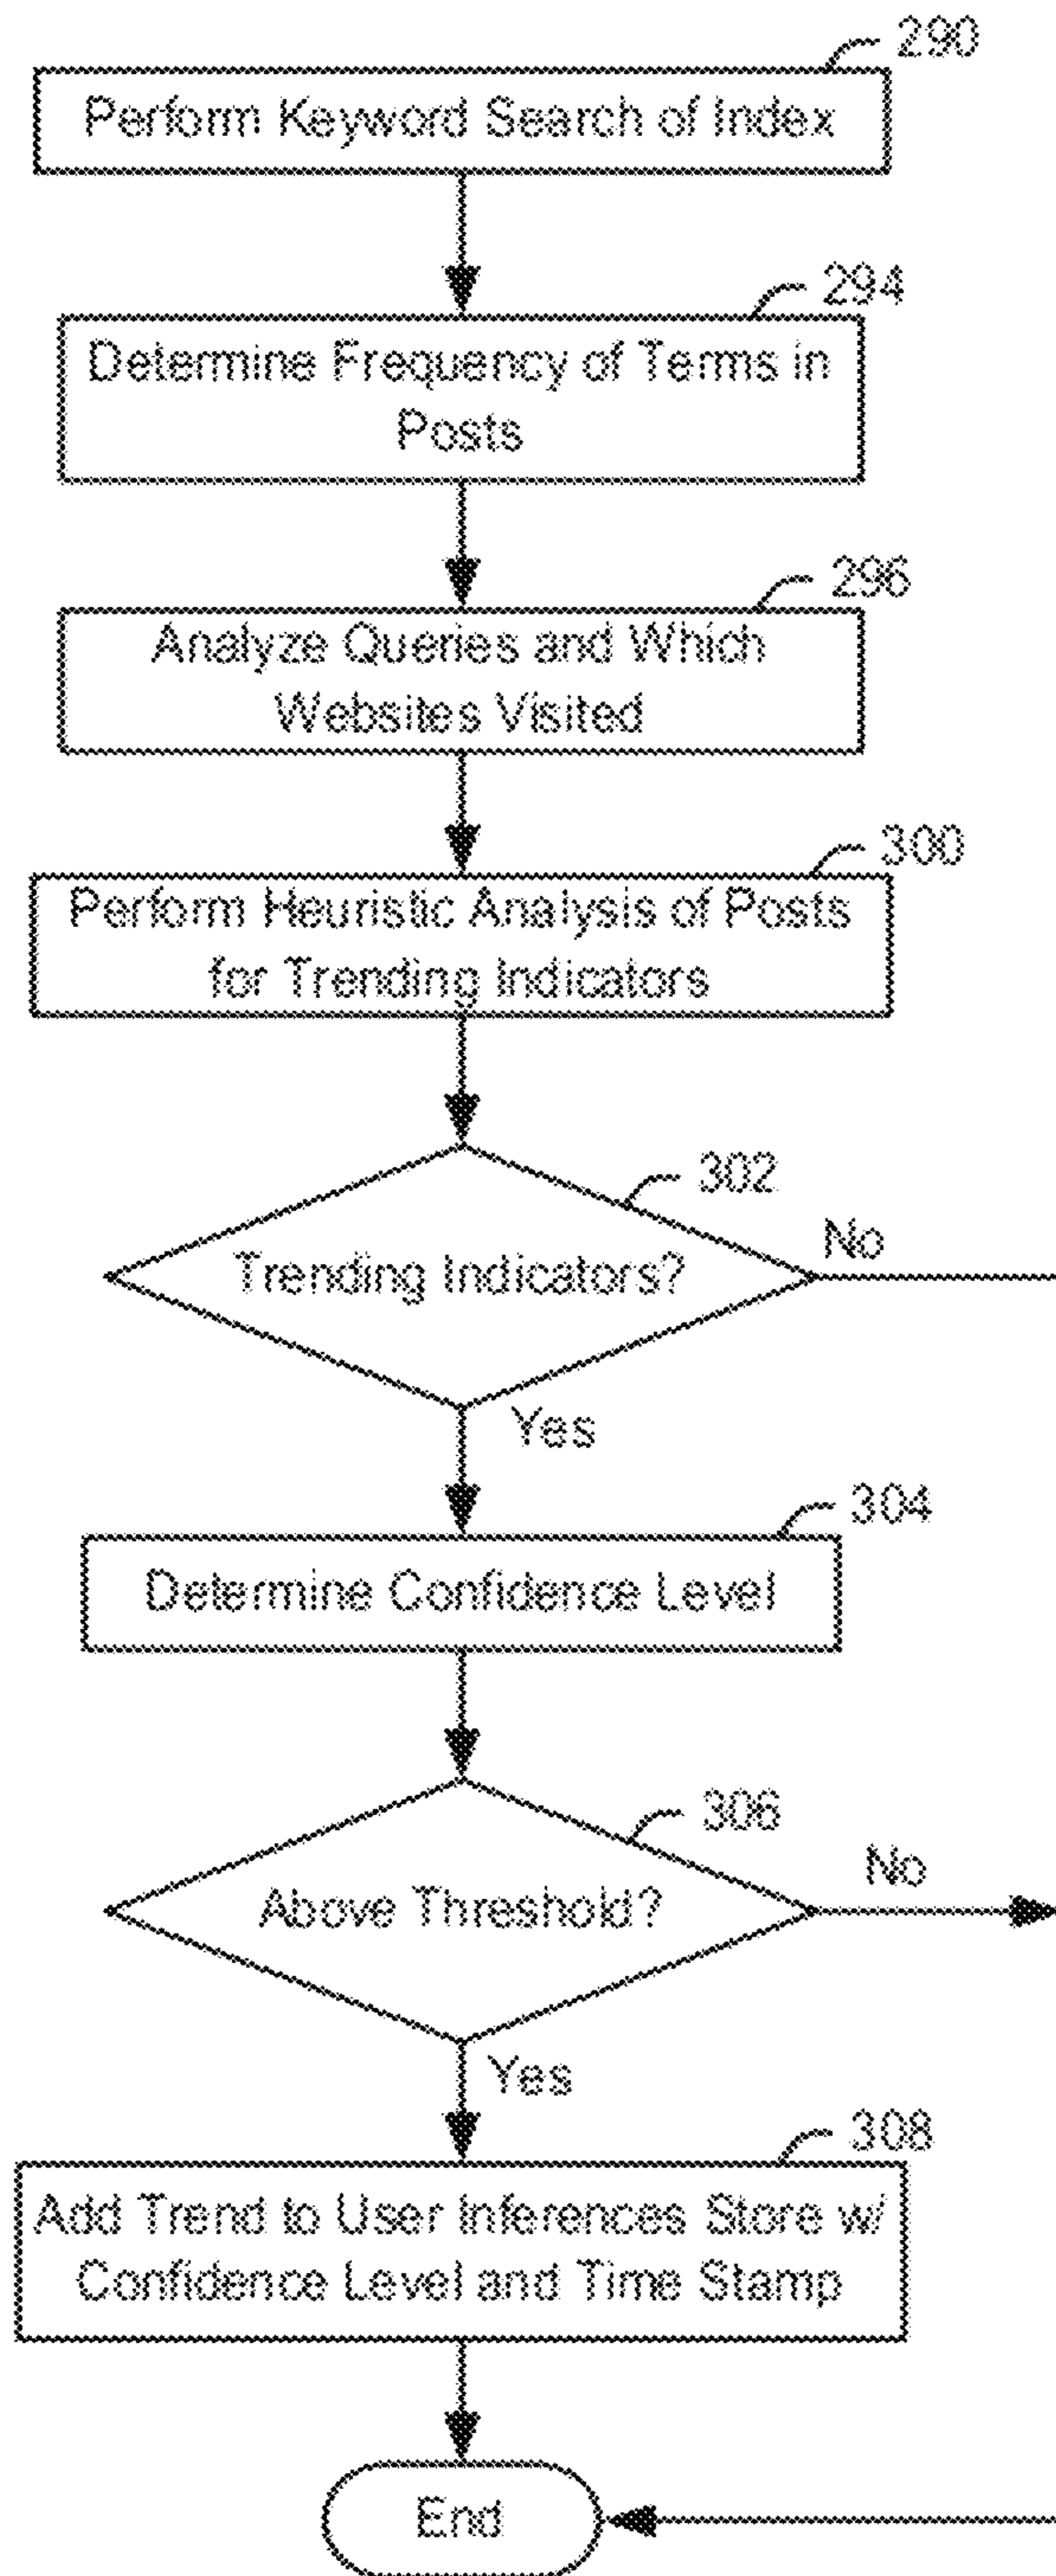 290
Perform Keyword Search of Index
294
Determine Frequency of Terms in
Posts
296
Analyze Queries and Which
Websites Visited
300
Perform Heuristic Analysis of Posts
for Trending Indicators
302
No
Trending Indicators?
Yes
304
Determine Confidence Level
306
No
Above Threshold?
Yes
308
Add Trend to User Inferences Store w/
Confidence Level and Time Stamp
End